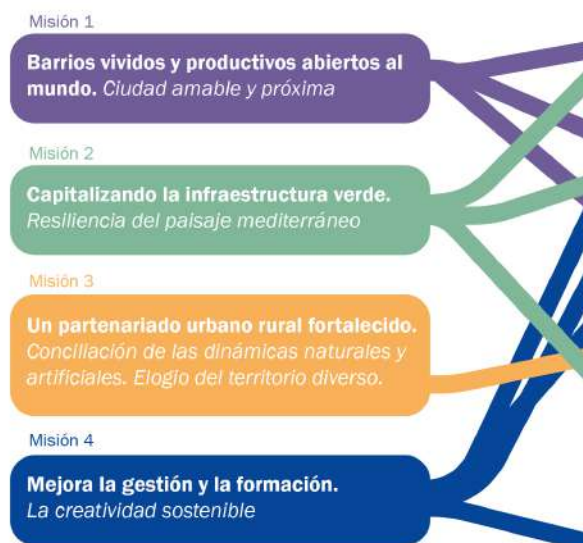 Misión 1
Barrios vividos y productivos abiertos al
mundo. Ciudad amable y próxima
Misión 2
Capitalizando la infraestructura verde.
Resiliencia del paisaje mediterráneo
Misión 3
Un partenariado urbano rural fortalecido.
Conciliación de las dinámicas naturales y
artificiales. Elogio del territorio diverso.
Misión 4
Mejora la gestión y la formación.
La creatividad sostenible